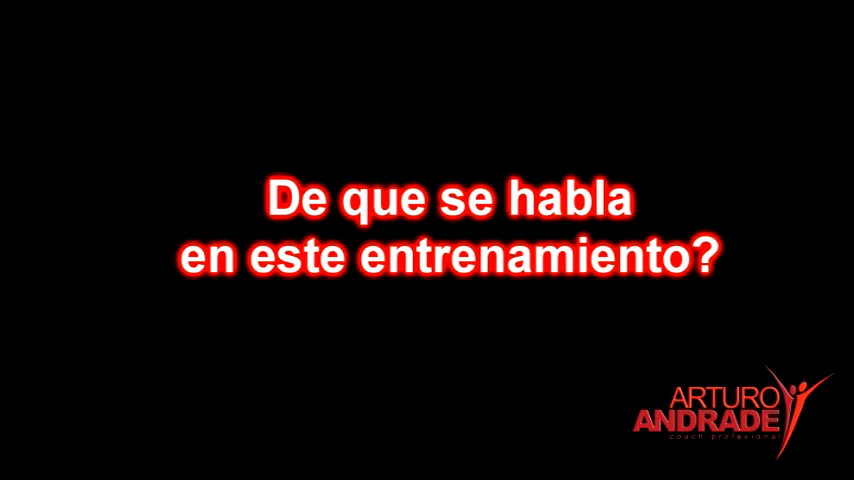 De que se habla
en este entrenamiento?
ARTURO
ANDRADE
coach profesional